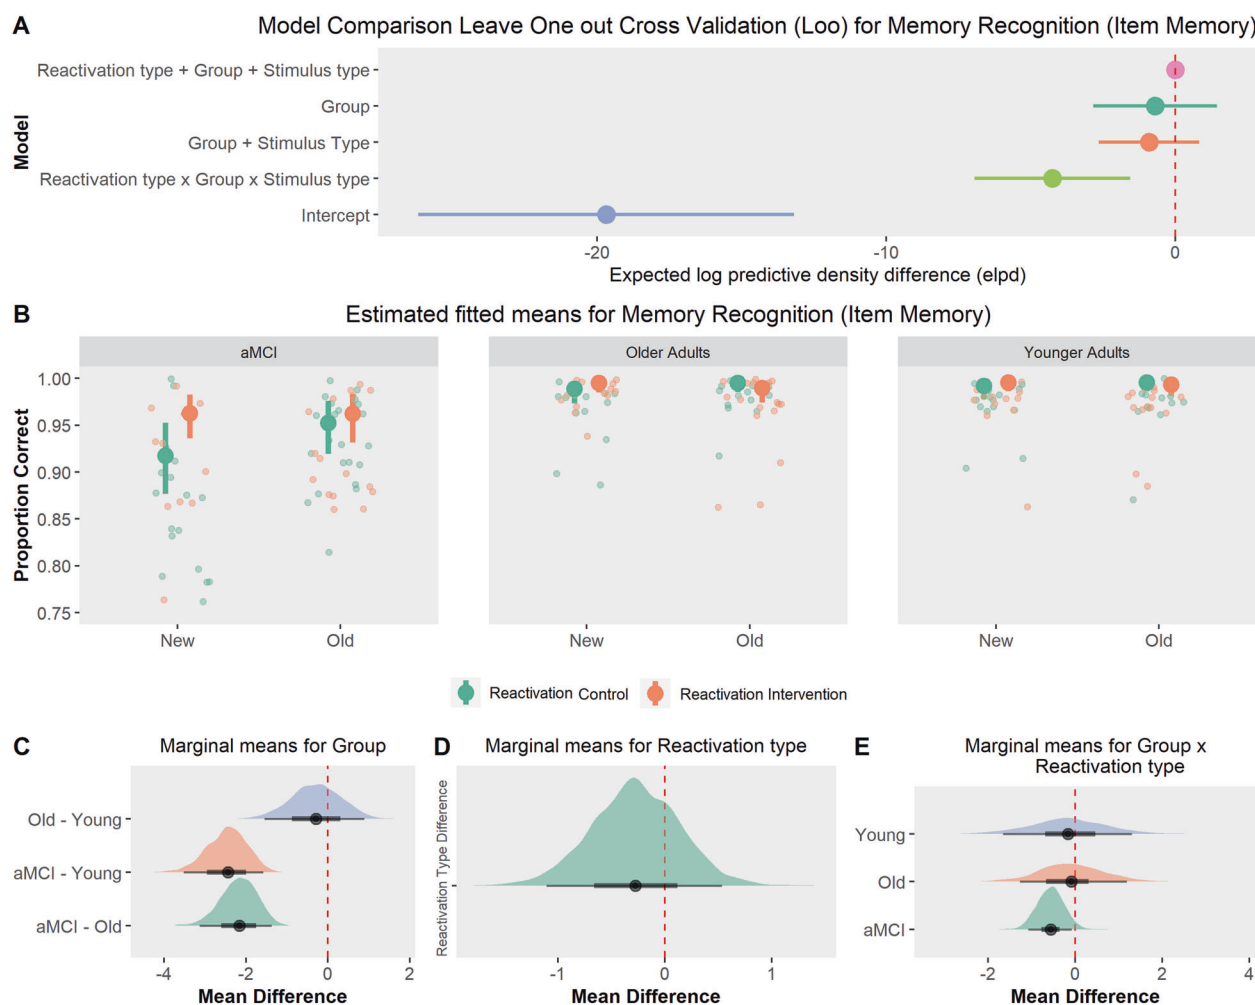 A
Model Comparison Leave One out Cross Validation (Loo) for Memory Recognition (Item Memory)
Model
Reactivation type + Group + Stimulus type
Group
Group + Stimulus Type
Reactivation type x Group x Stimulus type
Intercept
-20
-10
0
Expected log predictive density difference (elpd)
B
Estimated fitted means for Memory Recognition (Item Memory)
aMCI
Older Adults
Younger Adults
Proportion Correct
1.00
0.95
0.90
0.85
0.80
0.75
New
Old
New
Old
New
Old
Reactivation Control
Reactivation Intervention
C
Marginal means for Group
Old - Young
aMCI - Young
aMCI - Old
-4
-2
0
2
Mean Difference
D
Marginal means for Reactivation type
Reactivation Type Difference
-1
0
1
Mean Difference
E
Marginal means for Group x
Reactivation type
Young
Old
aMCI
-2
0
2
4
Mean Difference